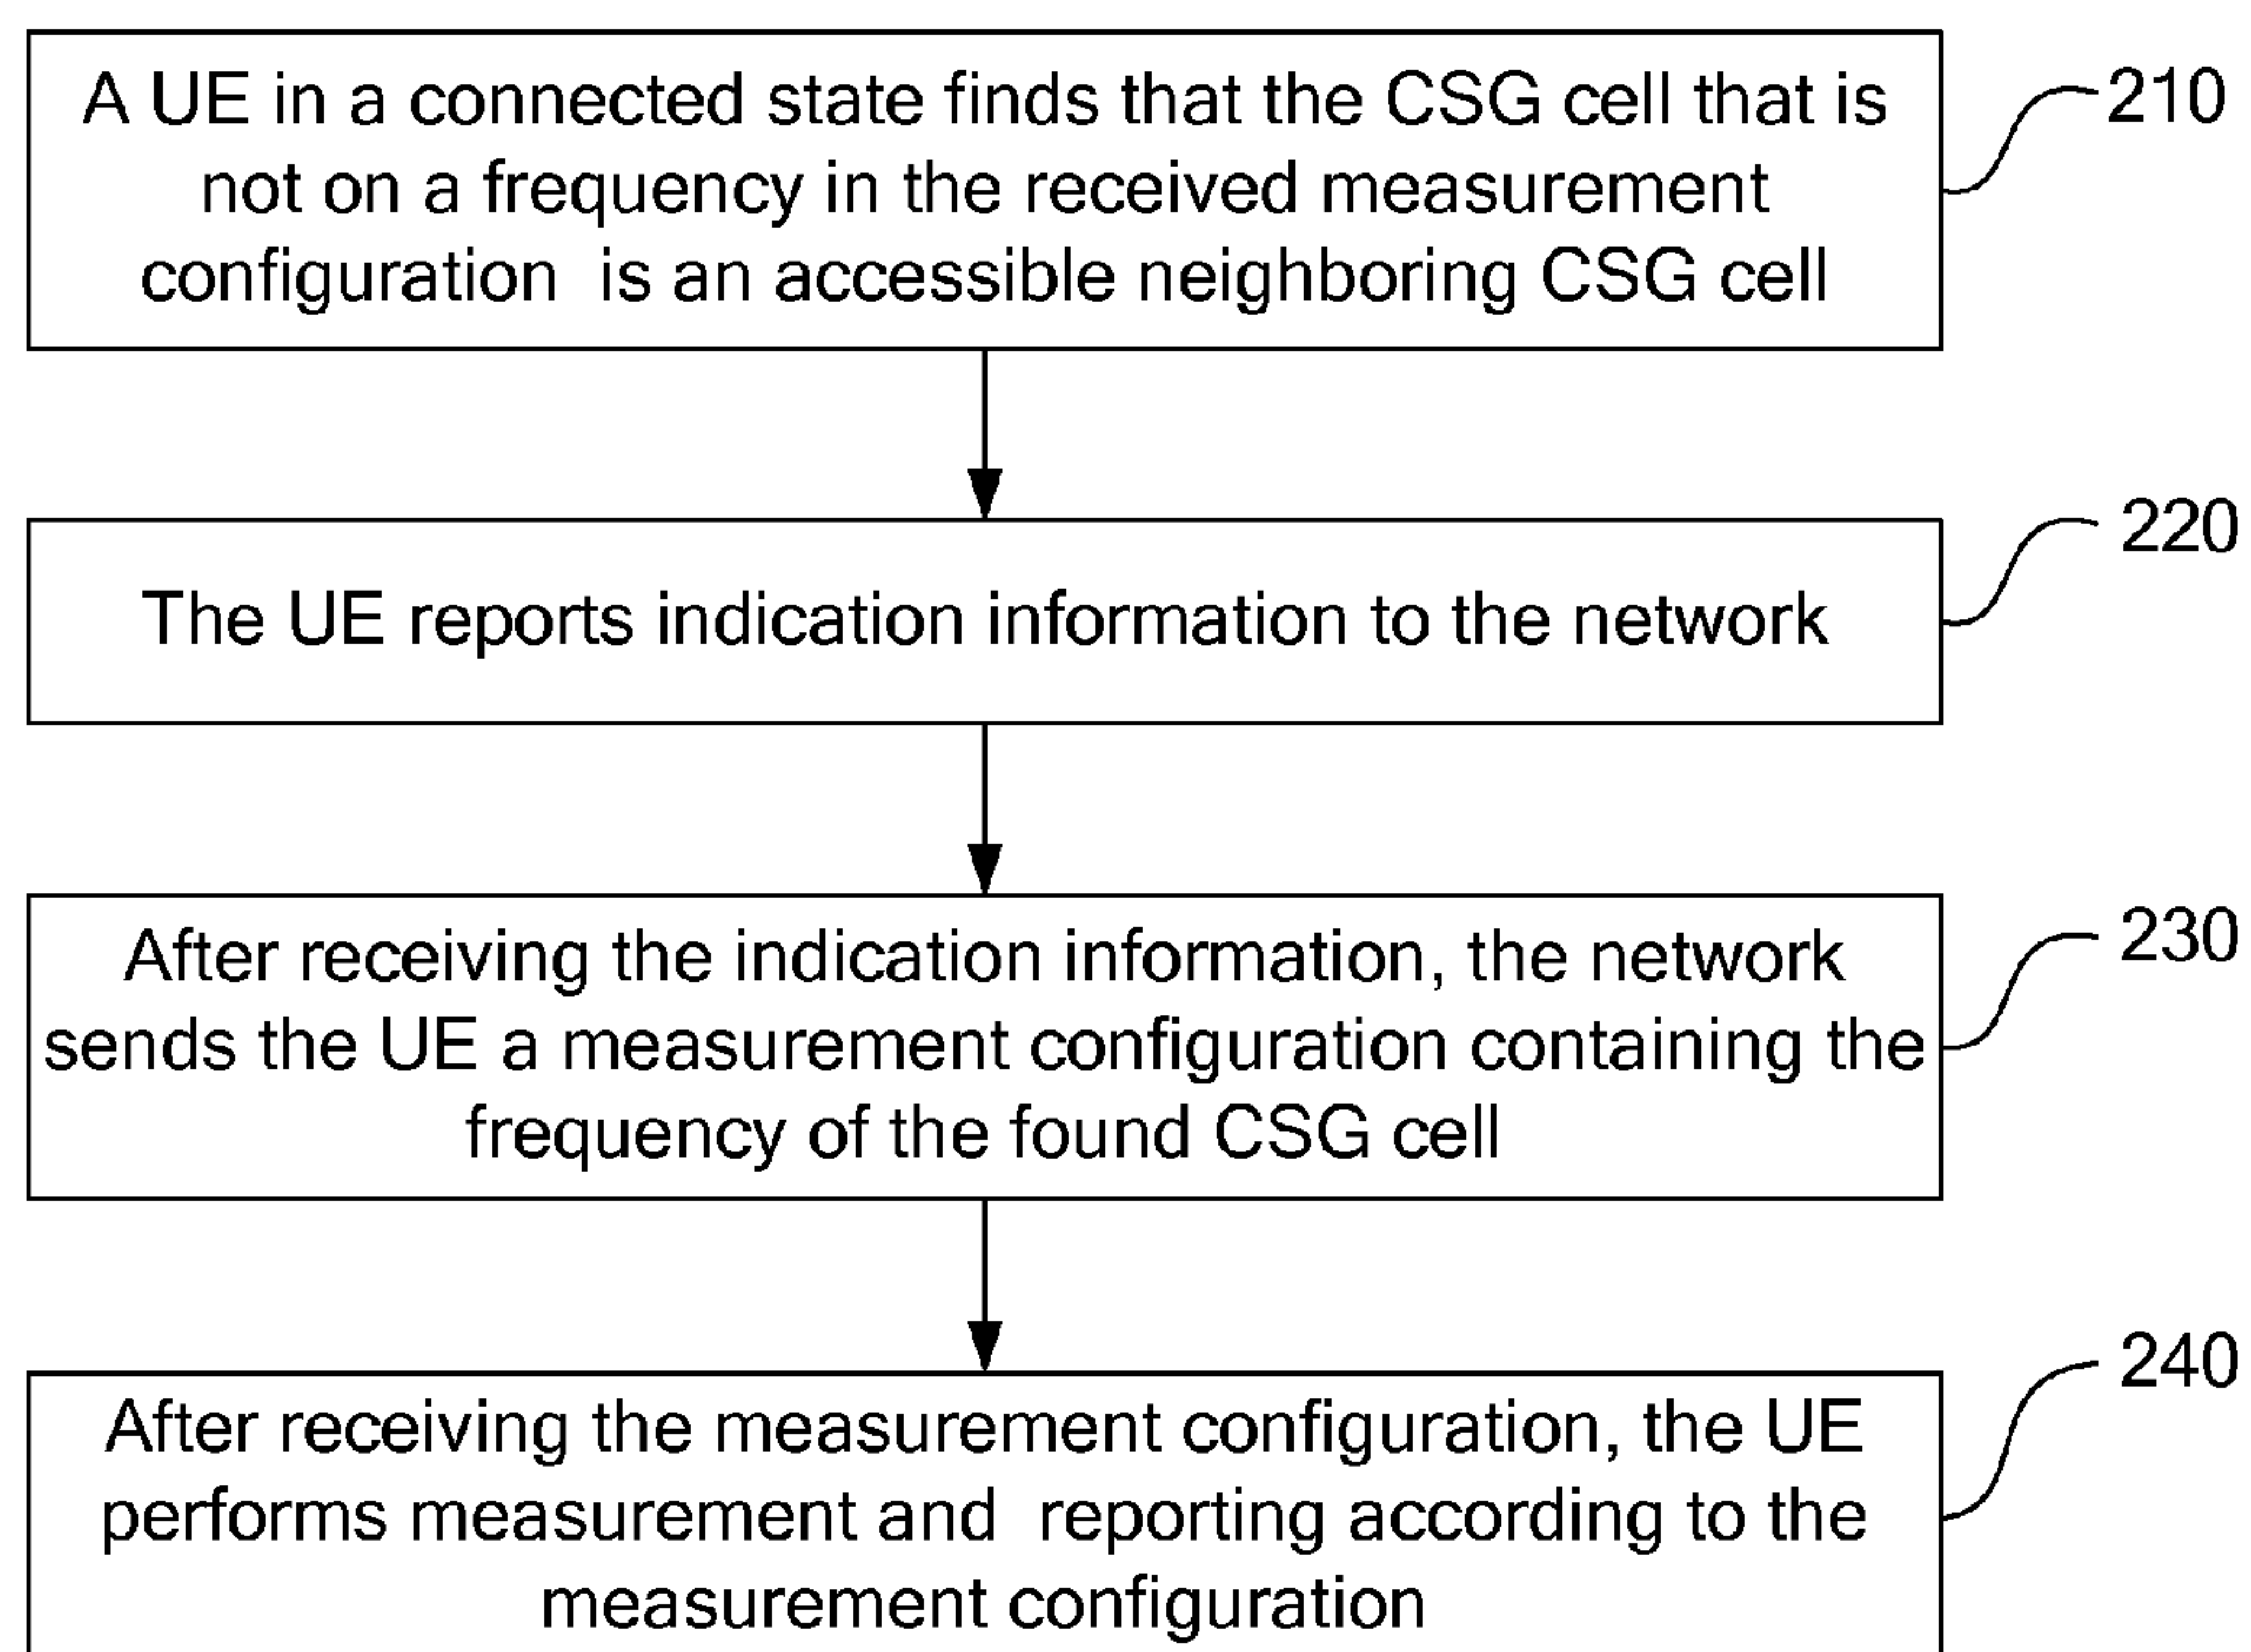 A UE in a connected state finds that the CSG cell that is
not on a frequency in the received measurement
configuration is an accessible neighboring CSG cell
210
The UE reports indication information to the network
220
After receiving the indication information, the network
sends the UE a measurement configuration containing the
frequency of the found CSG cell
230
After receiving the measurement configuration, the UE
performs measurement and reporting according to the
measurement configuration
240